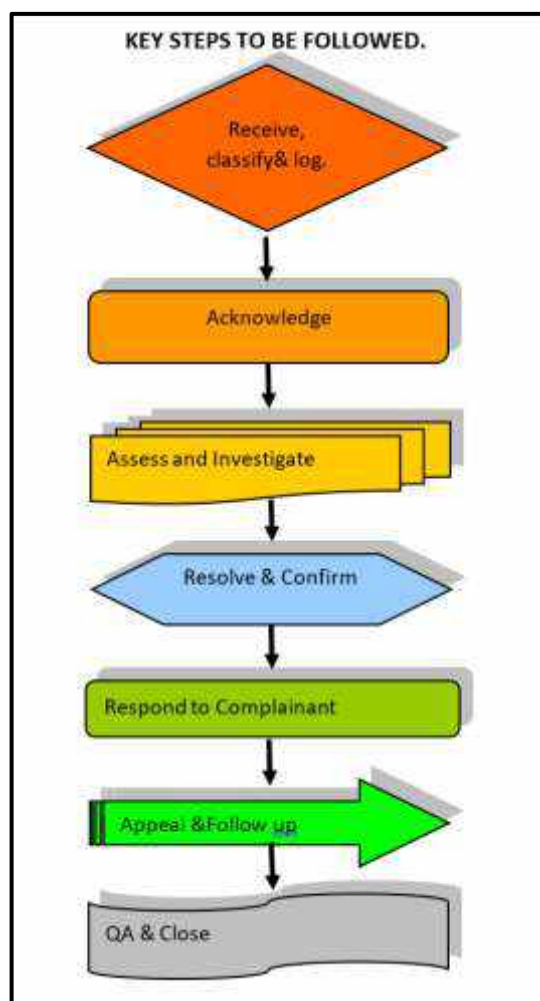 KEY STEPS TO BE FOLLOWED.
Receive,
classify& log.
Acknowledge
Assess and Investigate
Resolve & Confirm
Respond to Complainant
Appeal &Follow up
QA & Close